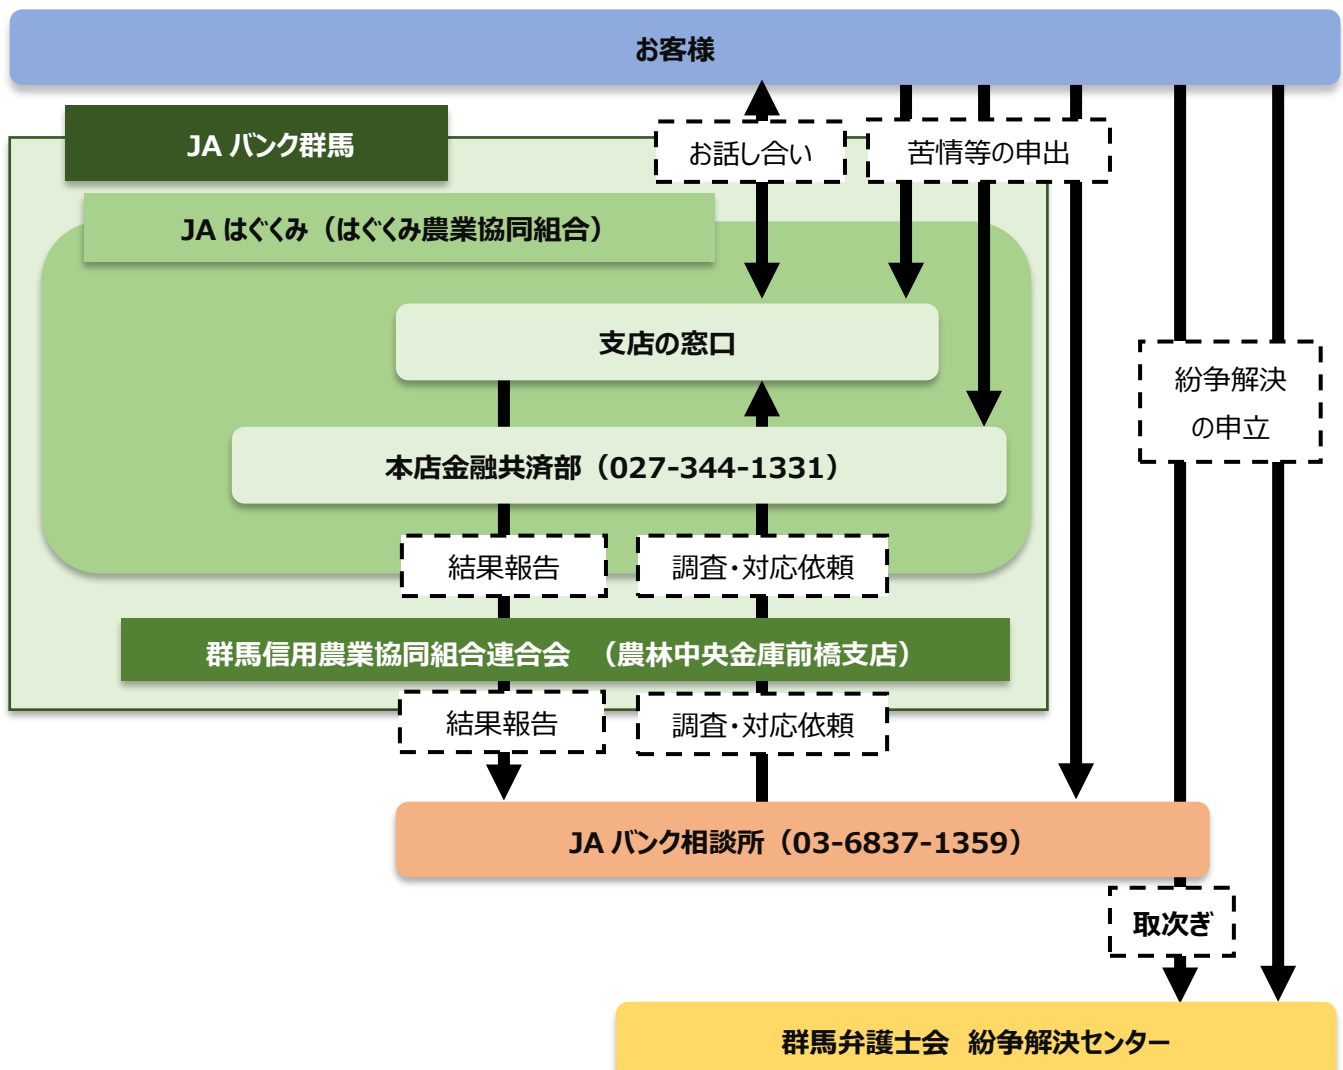 お客様
JA バンク群馬
お話し合い
苦情等の申出
JA はぐくみ（はぐくみ農業協同組合）
支店の窓口
紛争解決
の申立
本店金融共済部（027-344-1331）
結果報告
調査・対応依頼
群馬信用農業協同組合連合会　（農林中央金庫前橋支店）
結果報告
調査・対応依頼
JA バンク相談所（03-6837-1359）
取次ぎ
群馬弁護士会　紛争解決センター